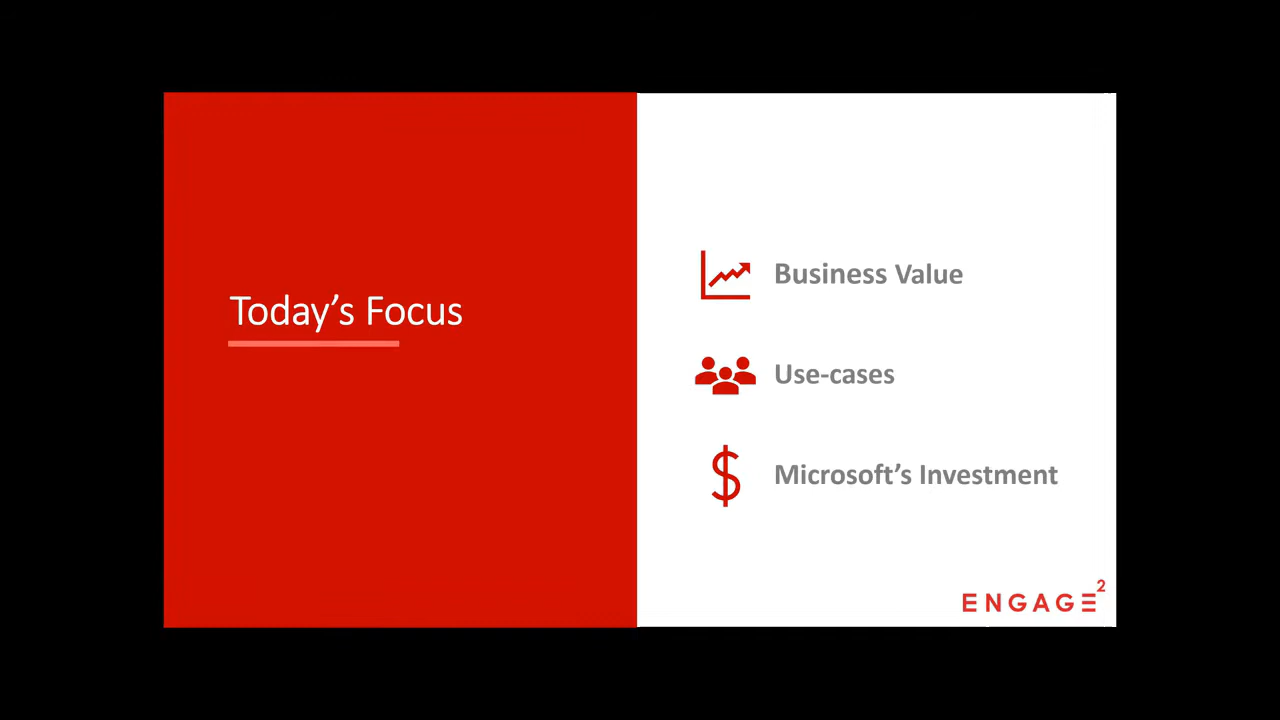 Today’s Focus
Business Value
Use-cases
$
Microsoft’s Investment
ENGAGE²